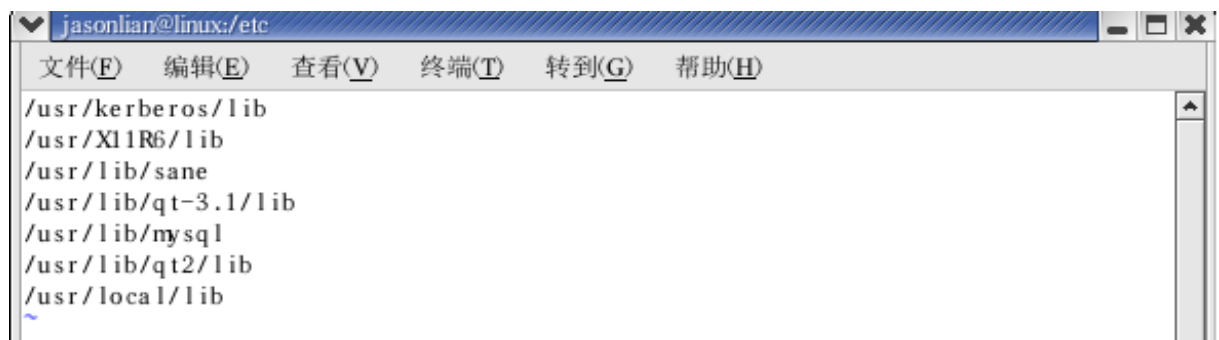 jasonlian@linux:/etc
文件(F) 编辑(E) 查看(V) 终端(T) 转到(G) 帮助(H)
/usr/kerberos/lib
/usr/X11R6/lib
/usr/lib/sane
/usr/lib/qt-3.1/lib
/usr/lib/mysql
/usr/lib/qt2/lib
/usr/local/lib
~